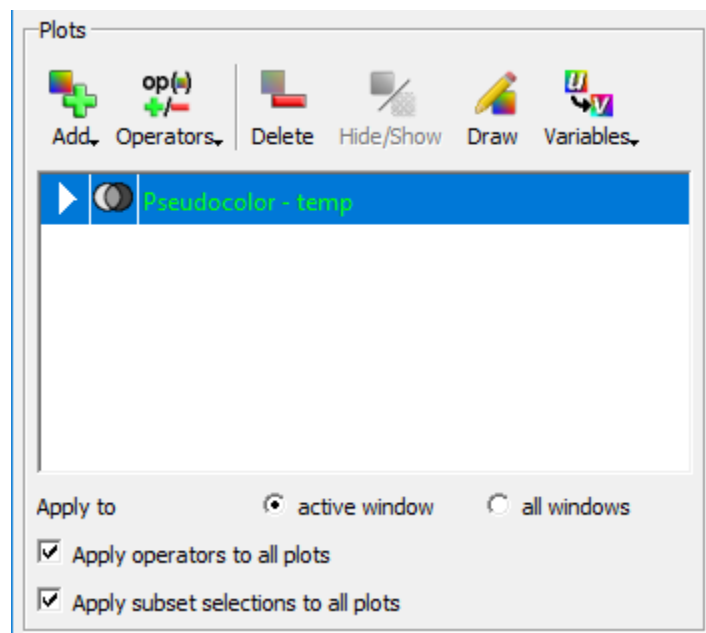 Plots
op(=)
+/−
Add Operators Delete Hide/Show Draw Variables
u
v
Pseudocolor - temp
Apply to active window all windows
Apply operators to all plots
Apply subset selections to all plots